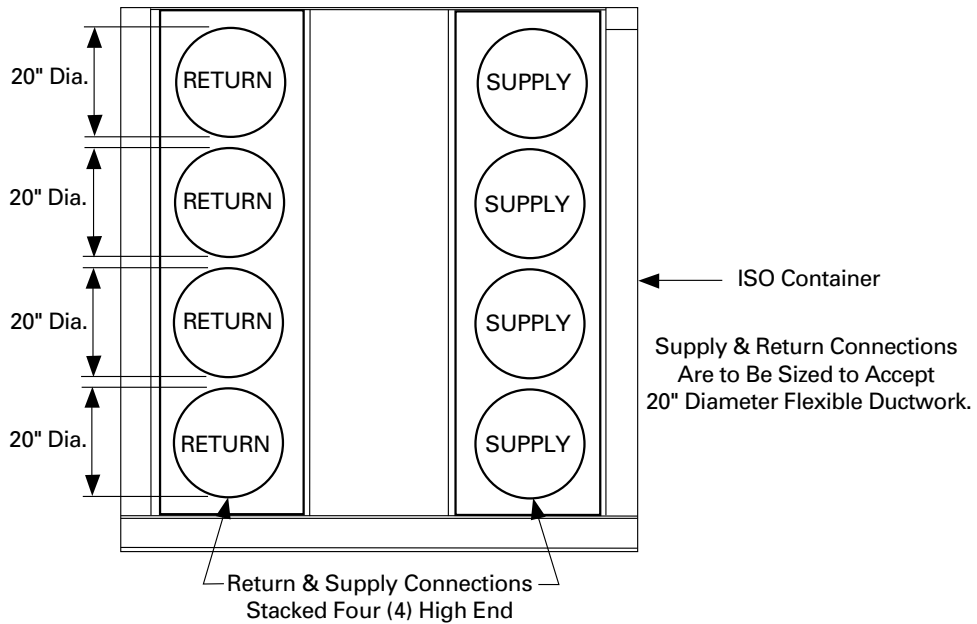 20" Dia.
RETURN
SUPPLY
20" Dia.
RETURN
SUPPLY
20" Dia.
RETURN
SUPPLY
20" Dia.
RETURN
SUPPLY
ISO Container
Supply & Return Connections
Are to Be Sized to Accept
20" Diameter Flexible Ductwork.
Return & Supply Connections
Stacked Four (4) High End